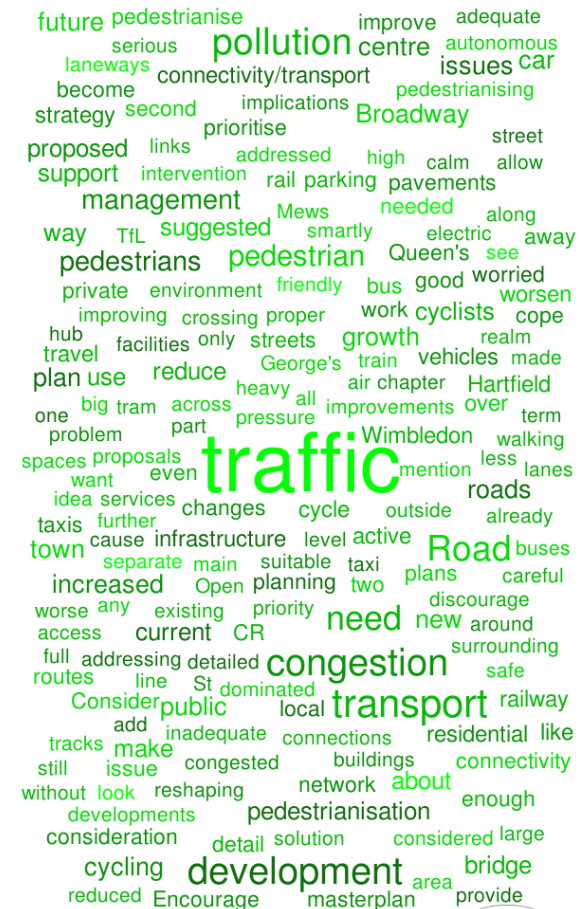 future pedestrianise improve adequate
serious pollution centre autonomous
laneways connectivity/transport issues car
become implications pedestrianising
strategy second prioritise Broadway
proposed links addressed high calm street allow
support intervention rail parking pavements
management Mews needed along
way TfL suggested smartly electric away
pedestrians pedestrian Queen's see
private environment friendly bus good worried
improving crossing proper work cyclists worsen cope
hub facilities only streets growth realm
travel George's train vehicles made
plan use reduce heavy air chapter Hartfield
big tram across all improvements over
one part pressure term
problem Wimbledon walking
spaces proposals traffic mention less lanes
want even roads
idea services changes cycle outside already
taxis further
town cause infrastructure level active Road buses
separate main suitable taxi
increased Open planning two plans careful
worse any existing priority need new discourage around
access current CR surrounding
full addressing detailed congestion safe
routes line St dominated
Consider public local transport railway
add inadequate connections residential like
tracks make
still issue congested buildings connectivity
without look reshaping network about enough
developments pedestrianisation
consideration detail solution considered large
cycling development area bridge
reduced Encourage masterplan provide